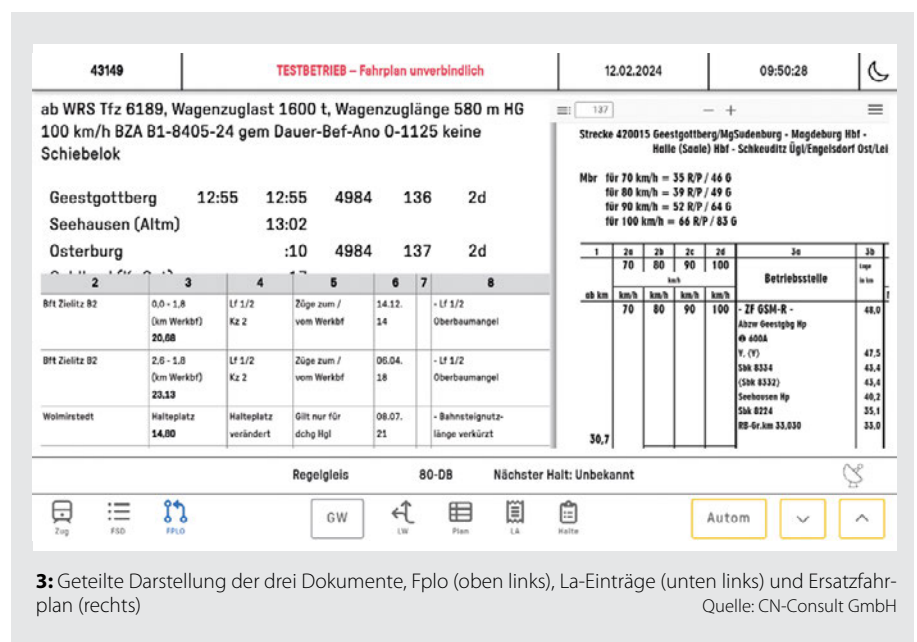 43149 TESTBETRIEB – Fahrplan unverbindlich 12.02.2024 09:50:28
ab WRS Tfz 6189, Wagenzuglast 1600 t, Wagenzuglänge 580 m HG
100 km/h BZA B1-8405-24 gem Dauer-Bef-Ano 0-1125 keine
Schiebelok
Geestgottberg 12:55 12:55 4984 136 2d
Seehausen (Altm) 13:02
Osterburg :10 4984 137 2d
2 3 4 5 6 7 8
Bft Zielitz B2 0,0 - 1,8 Lf 1/2 Züge zum / 14.12. - Lf 1/2
(km Werkbf) Kz 2 vom Werkbf 14 Oberbaumangel
20,68
Bft Zielitz B2 2,6 - 1,8 Lf 1/2 Züge zum / 06.04. - Lf 1/2
(km Werkbf) Kz 2 vom Werkbf 18 Oberbaumangel
23,13
Wolmirstedt Halteplatz Halteplatz Gilt nur für 08.07. - Bahnsteignutz-
14,80 verändert dchg Hgl 21 länge verkürzt
137 − +
Strecke 420015 Geestgottberg/MgSudenburg - Magdeburg Hbf -
Halle (Saale) Hbf - Schkeuditz Ügl/Engelsdorf Ost/Lei
Mbr für 70 km/h = 35 R/P / 46 G
für 80 km/h = 39 R/P / 49 G
für 90 km/h = 52 R/P / 64 G
für 100 km/h = 66 R/P / 83 G
1 2a 2b 2c 2d 3a 3b
70 80 90 100 Betriebsstelle Lage
km/h in km
ab km km/h km/h km/h km/h
70 80 90 100 - ZF GSM-R - 48,0
Abzw Geestgbg Hp
600A
Y, (Y) 47,5
Sbk 8334 43,4
(Sbk 8332) 43,4
Seehausen Hp 40,2
Sbk 8224 35,1
RB-Gr.km 33,030 33,0
30,7
Regelgleis 80-DB Nächster Halt: Unbekannt
Zug FSD FPLO GW LW Plan LA Halte Autom
3: Geteilte Darstellung der drei Dokumente, Fplo (oben links), La-Einträge (unten links) und Ersatzfahr-
plan (rechts) Quelle: CN-Consult GmbH